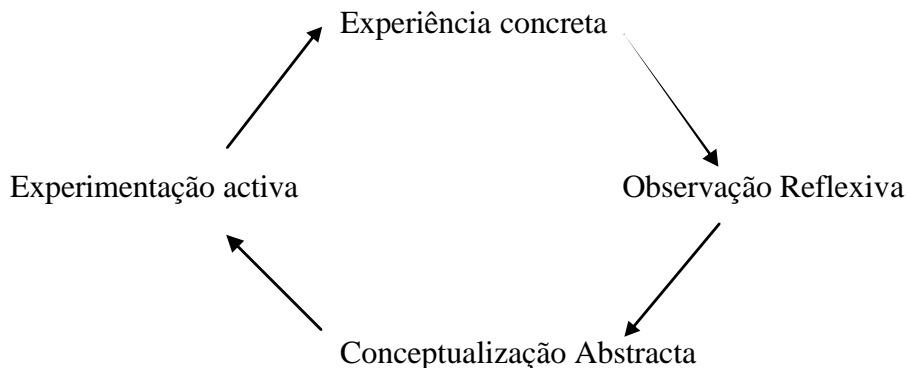 Experiência concreta
Experimentação activa
Observação Reflexiva
Conceptualização Abstracta